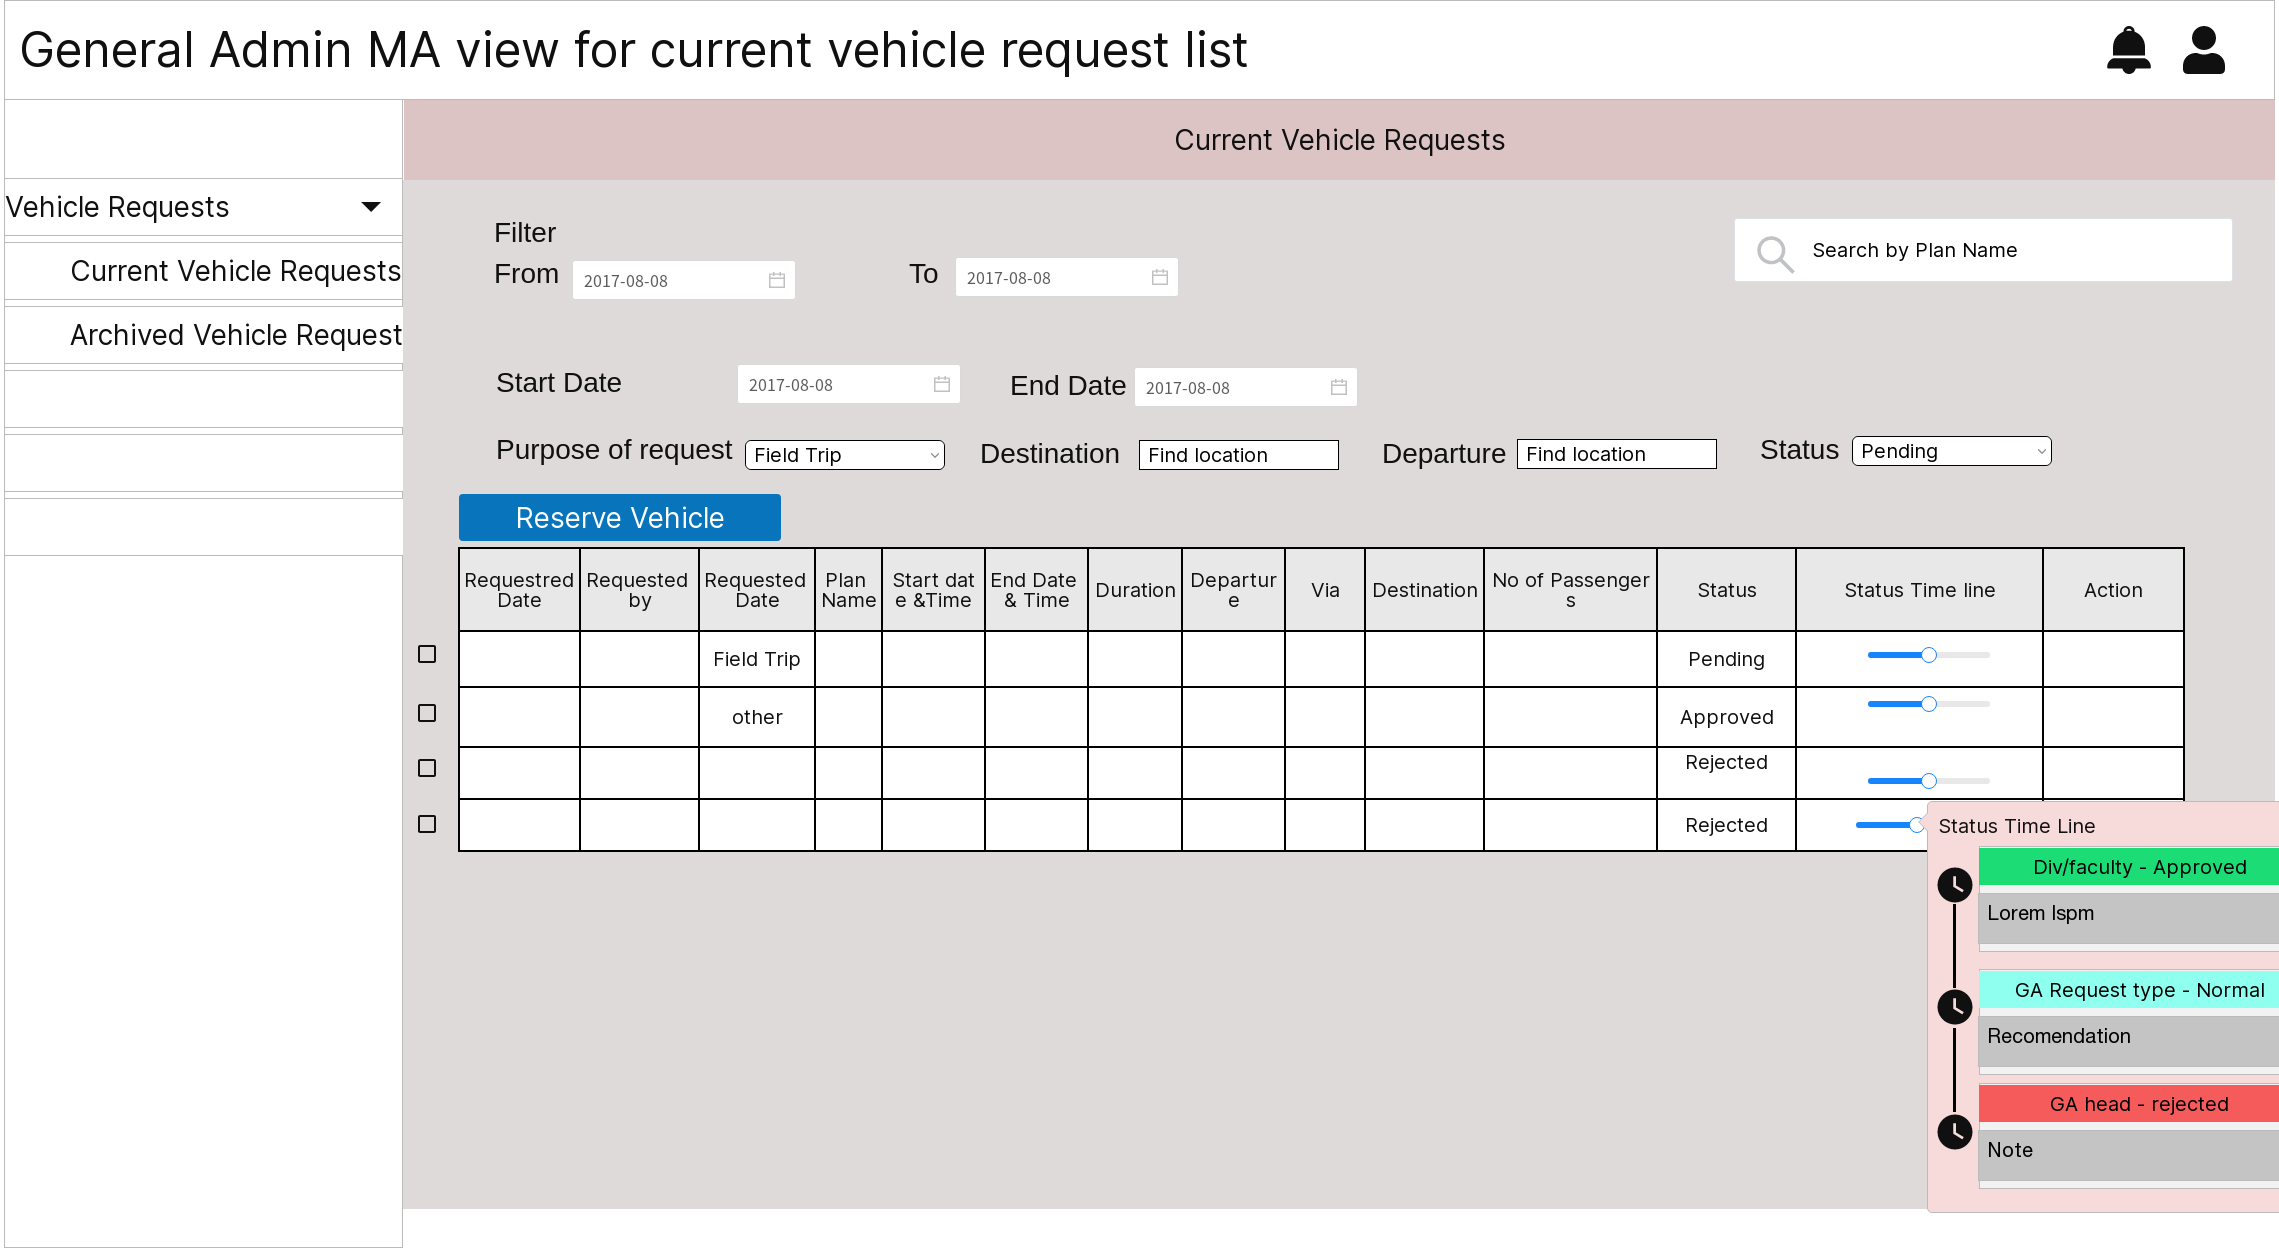 General Admin MA view for current vehicle request list
Current Vehicle Requests
Vehicle Requests
Current Vehicle Requests
Archived Vehicle Request
Filter
From 2017-08-08 To 2017-08-08
Search by Plan Name
Start Date 2017-08-08 End Date 2017-08-08
Purpose of request Field Trip Destination Find location Departure Find location Status Pending
Reserve Vehicle
Requestred Date
Requested by
Requested Date
Plan Name
Start dat
e &Time
End Date
& Time
Duration
Departur
e
Via
Destination
No of Passenger
s
Status
Status Time line
Action
Field Trip Pending
other Approved
Rejected
Rejected
Status Time Line
Div/faculty - Approved
Lorem Ispm
GA Request type - Normal
Recomendation
GA head - rejected
Note